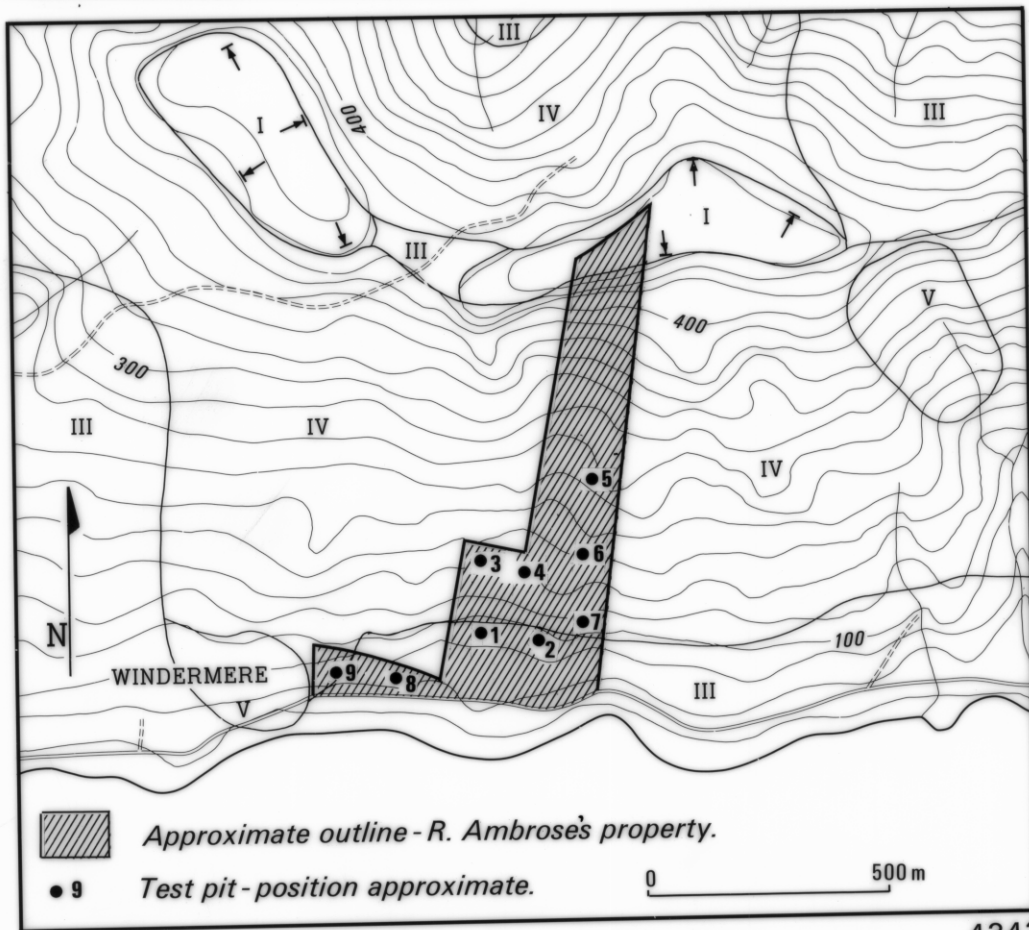 III
400
IV
III
I
I
III
V
400
300
III
IV
IV
5
3
4
6
1
2
7
100
N
WINDERMERE
9
8
III
V
Approximate outline - R. Ambrose's property.
9 Test pit - position approximate.
0 500 m